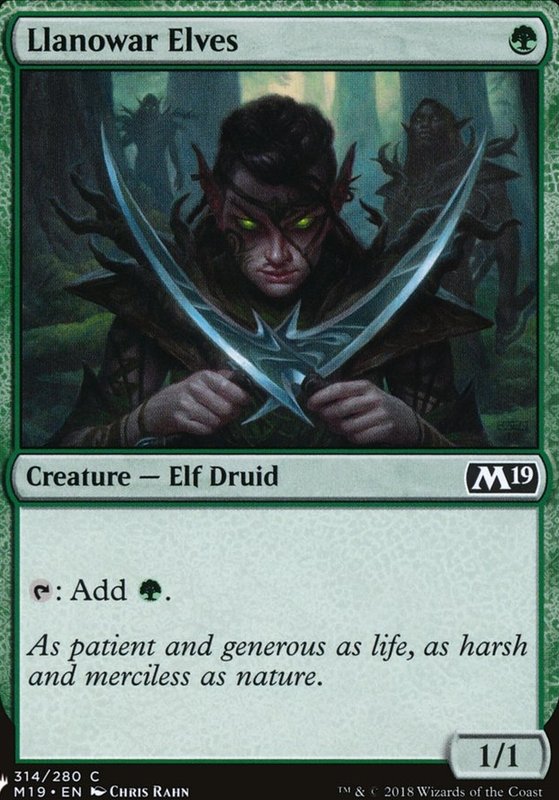 Llanowar Elves
Creature — Elf Druid
M19
: Add .
As patient and generous as life, as harsh
and merciless as nature.
1/1
314/280 C
M19 • EN Chris Rahn
™ & © 2018 Wizards of the Coast